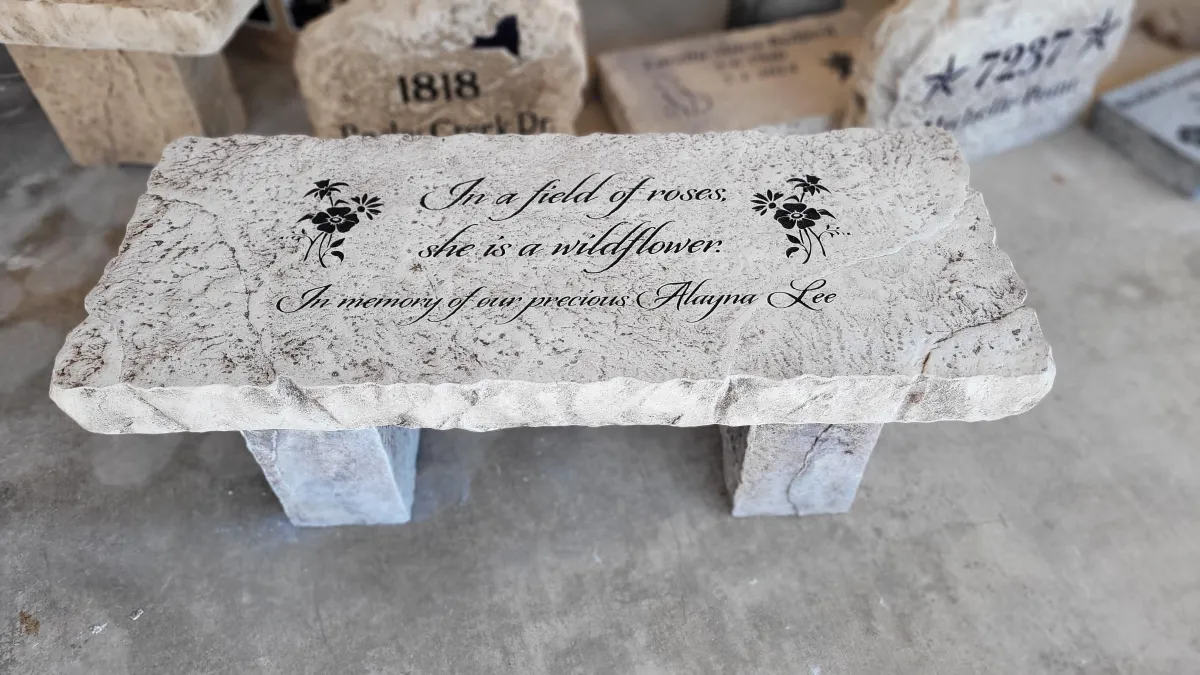 1818
7237
In a field of roses,
she is a wildflower.
In memory of our precious Alayna Lee